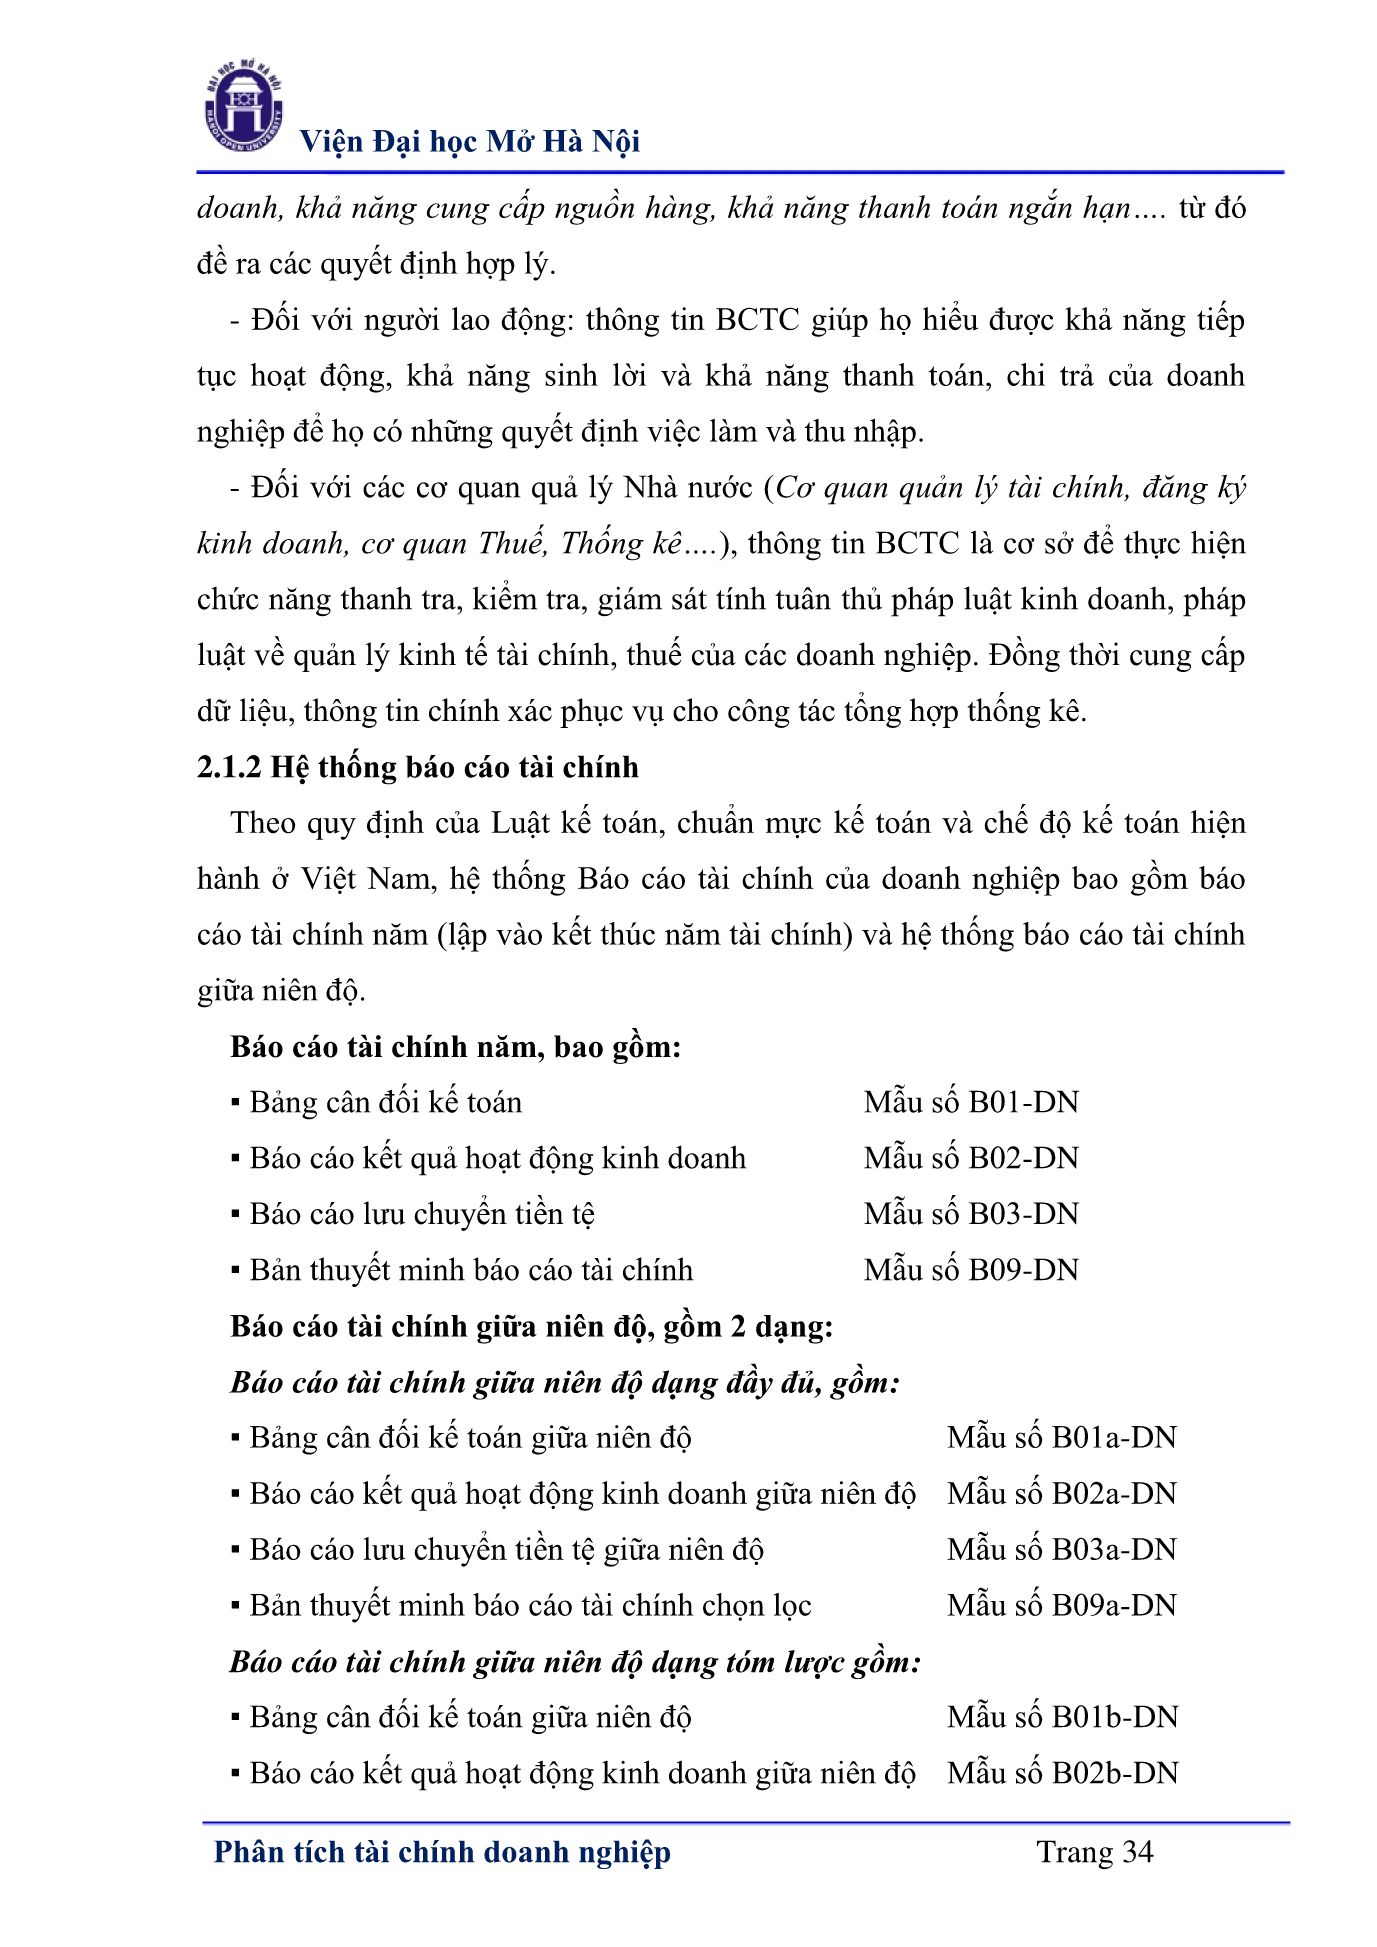 ĐẠI HỌC MỞ HÀ NỘI
HANOI OPEN UNIVERSITY
Viện Đại học Mở Hà Nội
doanh, khả năng cung cấp nguồn hàng, khả năng thanh toán ngắn hạn…. từ đó
đề ra các quyết định hợp lý.
- Đối với người lao động: thông tin BCTC giúp họ hiểu được khả năng tiếp
tục hoạt động, khả năng sinh lời và khả năng thanh toán, chi trả của doanh
nghiệp để họ có những quyết định việc làm và thu nhập.
- Đối với các cơ quan quả lý Nhà nước (Cơ quan quản lý tài chính, đăng ký
kinh doanh, cơ quan Thuế, Thống kê….), thông tin BCTC là cơ sở để thực hiện
chức năng thanh tra, kiểm tra, giám sát tính tuân thủ pháp luật kinh doanh, pháp
luật về quản lý kinh tế tài chính, thuế của các doanh nghiệp. Đồng thời cung cấp
dữ liệu, thông tin chính xác phục vụ cho công tác tổng hợp thống kê.
2.1.2 Hệ thống báo cáo tài chính
Theo quy định của Luật kế toán, chuẩn mực kế toán và chế độ kế toán hiện
hành ở Việt Nam, hệ thống Báo cáo tài chính của doanh nghiệp bao gồm báo
cáo tài chính năm (lập vào kết thúc năm tài chính) và hệ thống báo cáo tài chính
giữa niên độ.
Báo cáo tài chính năm, bao gồm:
▪ Bảng cân đối kế toán Mẫu số B01-DN
▪ Báo cáo kết quả hoạt động kinh doanh Mẫu số B02-DN
▪ Báo cáo lưu chuyển tiền tệ Mẫu số B03-DN
▪ Bản thuyết minh báo cáo tài chính Mẫu số B09-DN
Báo cáo tài chính giữa niên độ, gồm 2 dạng:
Báo cáo tài chính giữa niên độ dạng đầy đủ, gồm:
▪ Bảng cân đối kế toán giữa niên độ Mẫu số B01a-DN
▪ Báo cáo kết quả hoạt động kinh doanh giữa niên độ Mẫu số B02a-DN
▪ Báo cáo lưu chuyển tiền tệ giữa niên độ Mẫu số B03a-DN
▪ Bản thuyết minh báo cáo tài chính chọn lọc Mẫu số B09a-DN
Báo cáo tài chính giữa niên độ dạng tóm lược gồm:
▪ Bảng cân đối kế toán giữa niên độ Mẫu số B01b-DN
▪ Báo cáo kết quả hoạt động kinh doanh giữa niên độ Mẫu số B02b-DN
Phân tích tài chính doanh nghiệp Trang 34